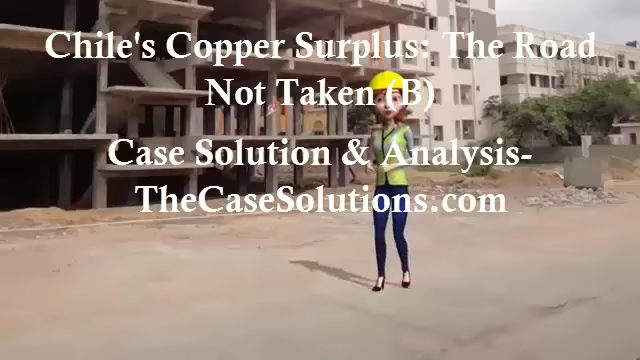 Chile's Copper Surplus: The Road
Not Taken (B)
Case Solution & Analysis-
TheCaseSolutions.com